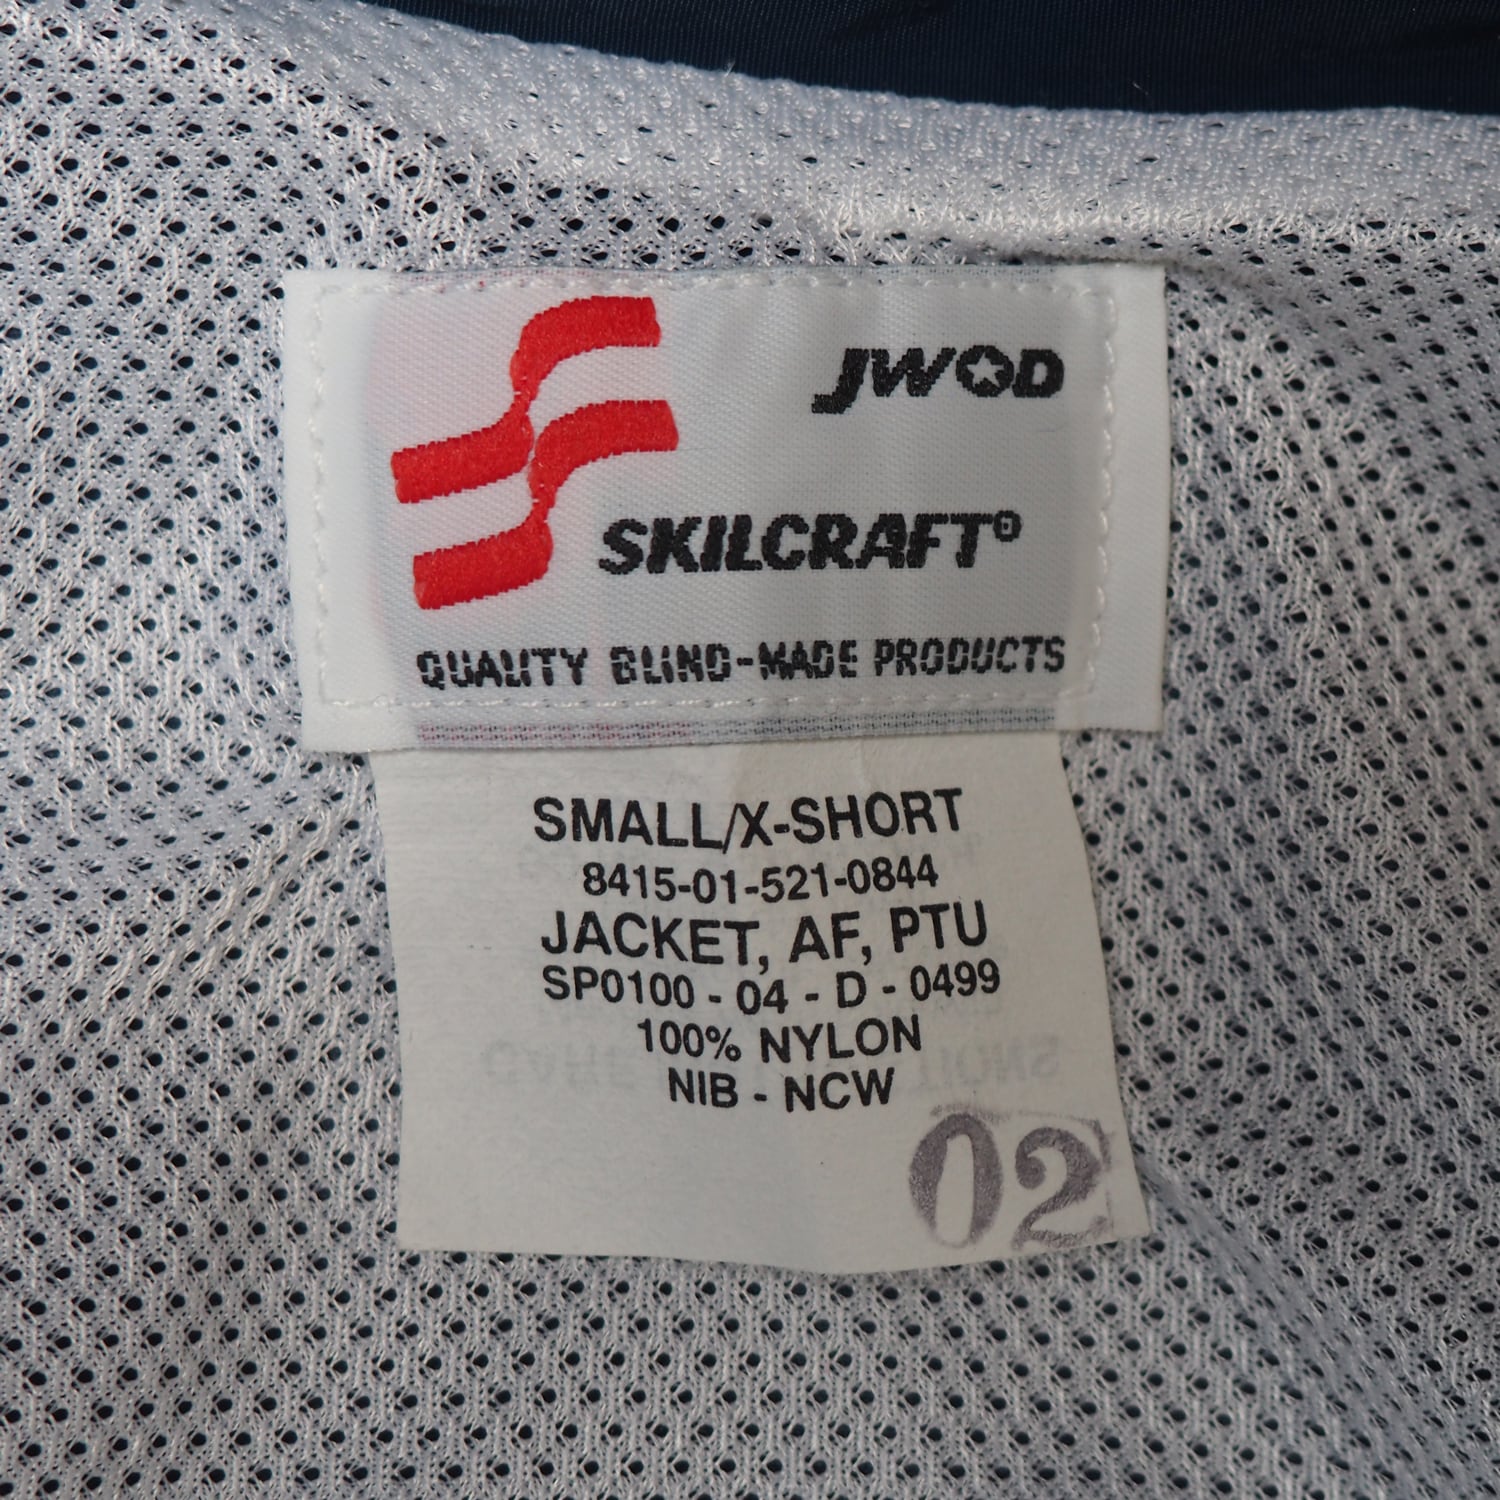 JWOD
SKILCRAFT®
QUALITY BLIND-MADE PRODUCTS
SMALL/X-SHORT
8415-01-521-0844
JACKET, AF, PTU
SP0100 - 04 - D - 0499
100% NYLON
NIB - NCW
02